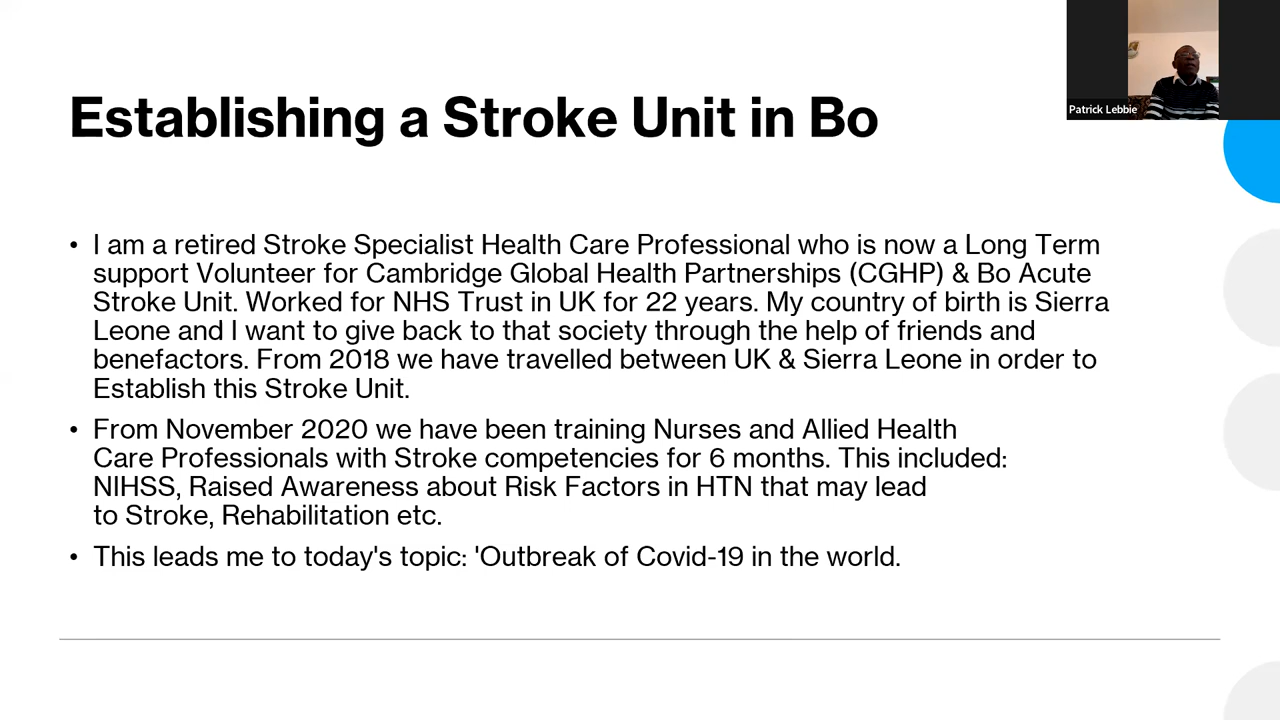 Establishing a Stroke Unit in Bo
Patrick Lebbie
• I am a retired Stroke Specialist Health Care Professional who is now a Long Term
support Volunteer for Cambridge Global Health Partnerships (CGHP) & Bo Acute
Stroke Unit. Worked for NHS Trust in UK for 22 years. My country of birth is Sierra
Leone and I want to give back to that society through the help of friends and
benefactors. From 2018 we have travelled between UK & Sierra Leone in order to
Establish this Stroke Unit.
• From November 2020 we have been training Nurses and Allied Health
Care Professionals with Stroke competencies for 6 months. This included:
NIHSS, Raised Awareness about Risk Factors in HTN that may lead
to Stroke, Rehabilitation etc.
• This leads me to today's topic: 'Outbreak of Covid-19 in the world.